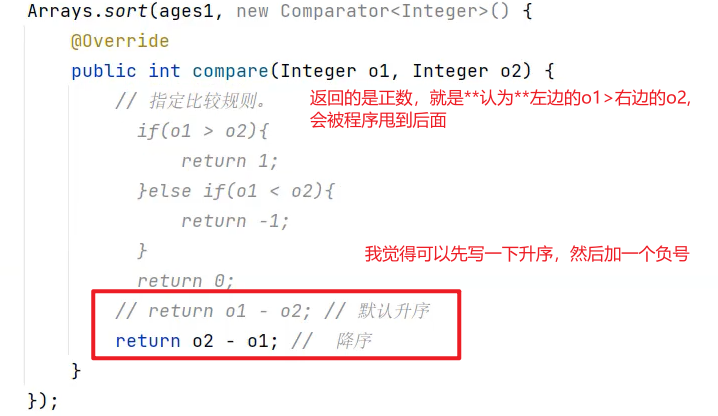 Arrays.sort(ages1, new Comparator<Integer>() {
@Override
public int compare(Integer o1, Integer o2) {
// 指定比较规则。
返回的是正数，就是**认为**左边的o1>右边的o2,
会被程序甩到后面
if(o1 > o2){
return 1;
}else if(o1 < o2){
return -1;
}
我觉得可以先写一下升序，然后加一个负号
return 0;
// return o1 - o2; // 默认升序
return o2 - o1; // 降序
}
});